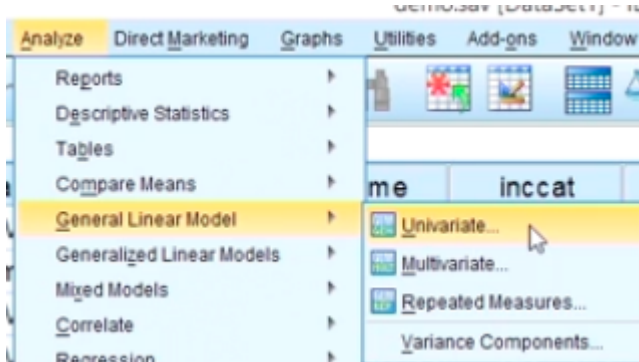 demo.sav [DataSet1] - I
Analyze Direct Marketing Graphs Utilities Add-ons Window
Reports
Descriptive Statistics
Tables
Compare Means
me inccat
General Linear Model
Univariate...
Generalized Linear Models
Multivariate...
Mixed Models
Repeated Measures...
Correlate
Variance Components...
Regression